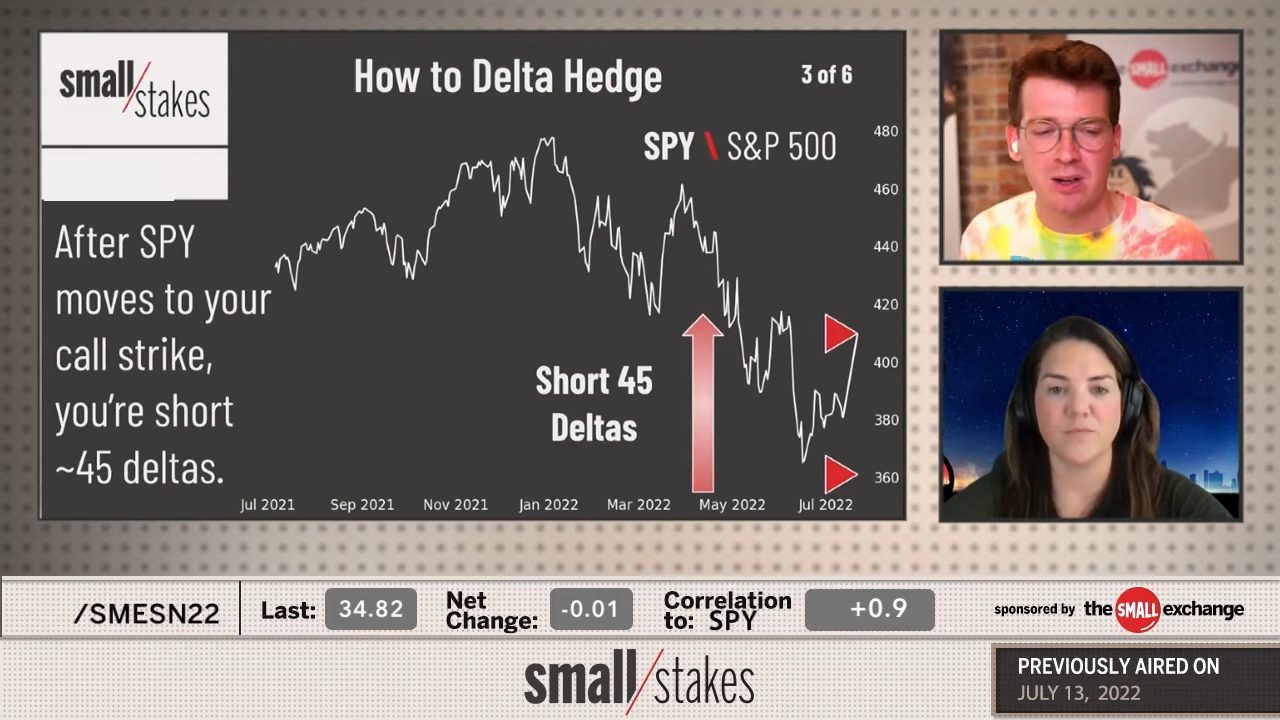 small/stakes
How to Delta Hedge
3 of 6
SPY \ S&P 500
After SPY
moves to your
call strike,
you're short
~45 deltas.
Short 45
Deltas
480
460
440
420
400
380
360
Jul 2021
Sep 2021
Nov 2021
Jan 2022
Mar 2022
May 2022
Jul 2022
the SMALL exchange
/SMESN22
Last: 34.82
Net
Change: -0.01
Correlation
to: SPY +0.9
sponsored by the SMALL exchange
small/stakes
PREVIOUSLY AIRED ON
JULY 13, 2022